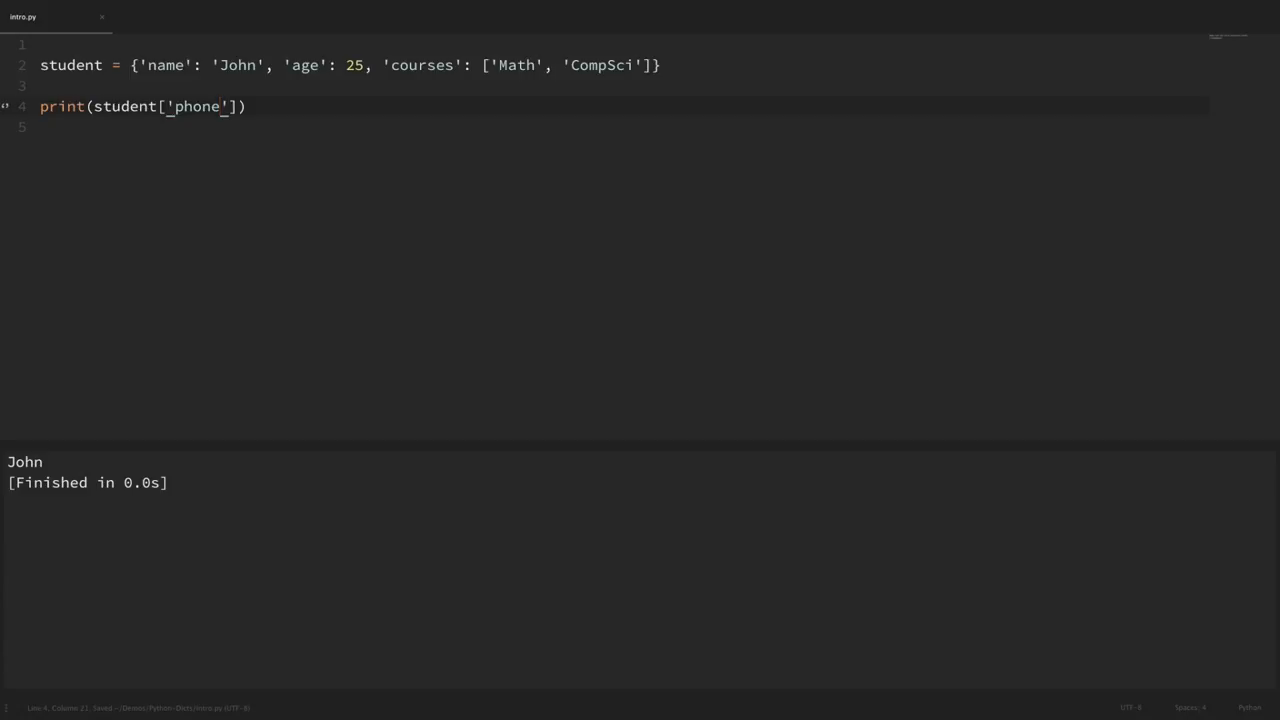 intro.py ×
1
2 student = {'name': 'John', 'age': 25, 'courses': ['Math', 'CompSci']}
3
4 print(student['phone'])
5
John
[Finished in 0.0s]
Line 4, Column 21, Saved ~/Demos/Python-Dicts/intro.py (UTF-8) UTF-8 Spaces: 4 Python